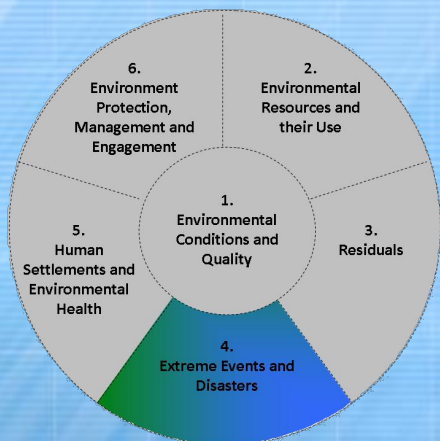 1.
Environmental
Conditions and
Quality
2.
Environmental
Resources and
their Use
3.
Residuals
4.
Extreme Events and
Disasters
5.
Human
Settlements and
Environmental
Health
6.
Environment
Protection,
Management and
Engagement